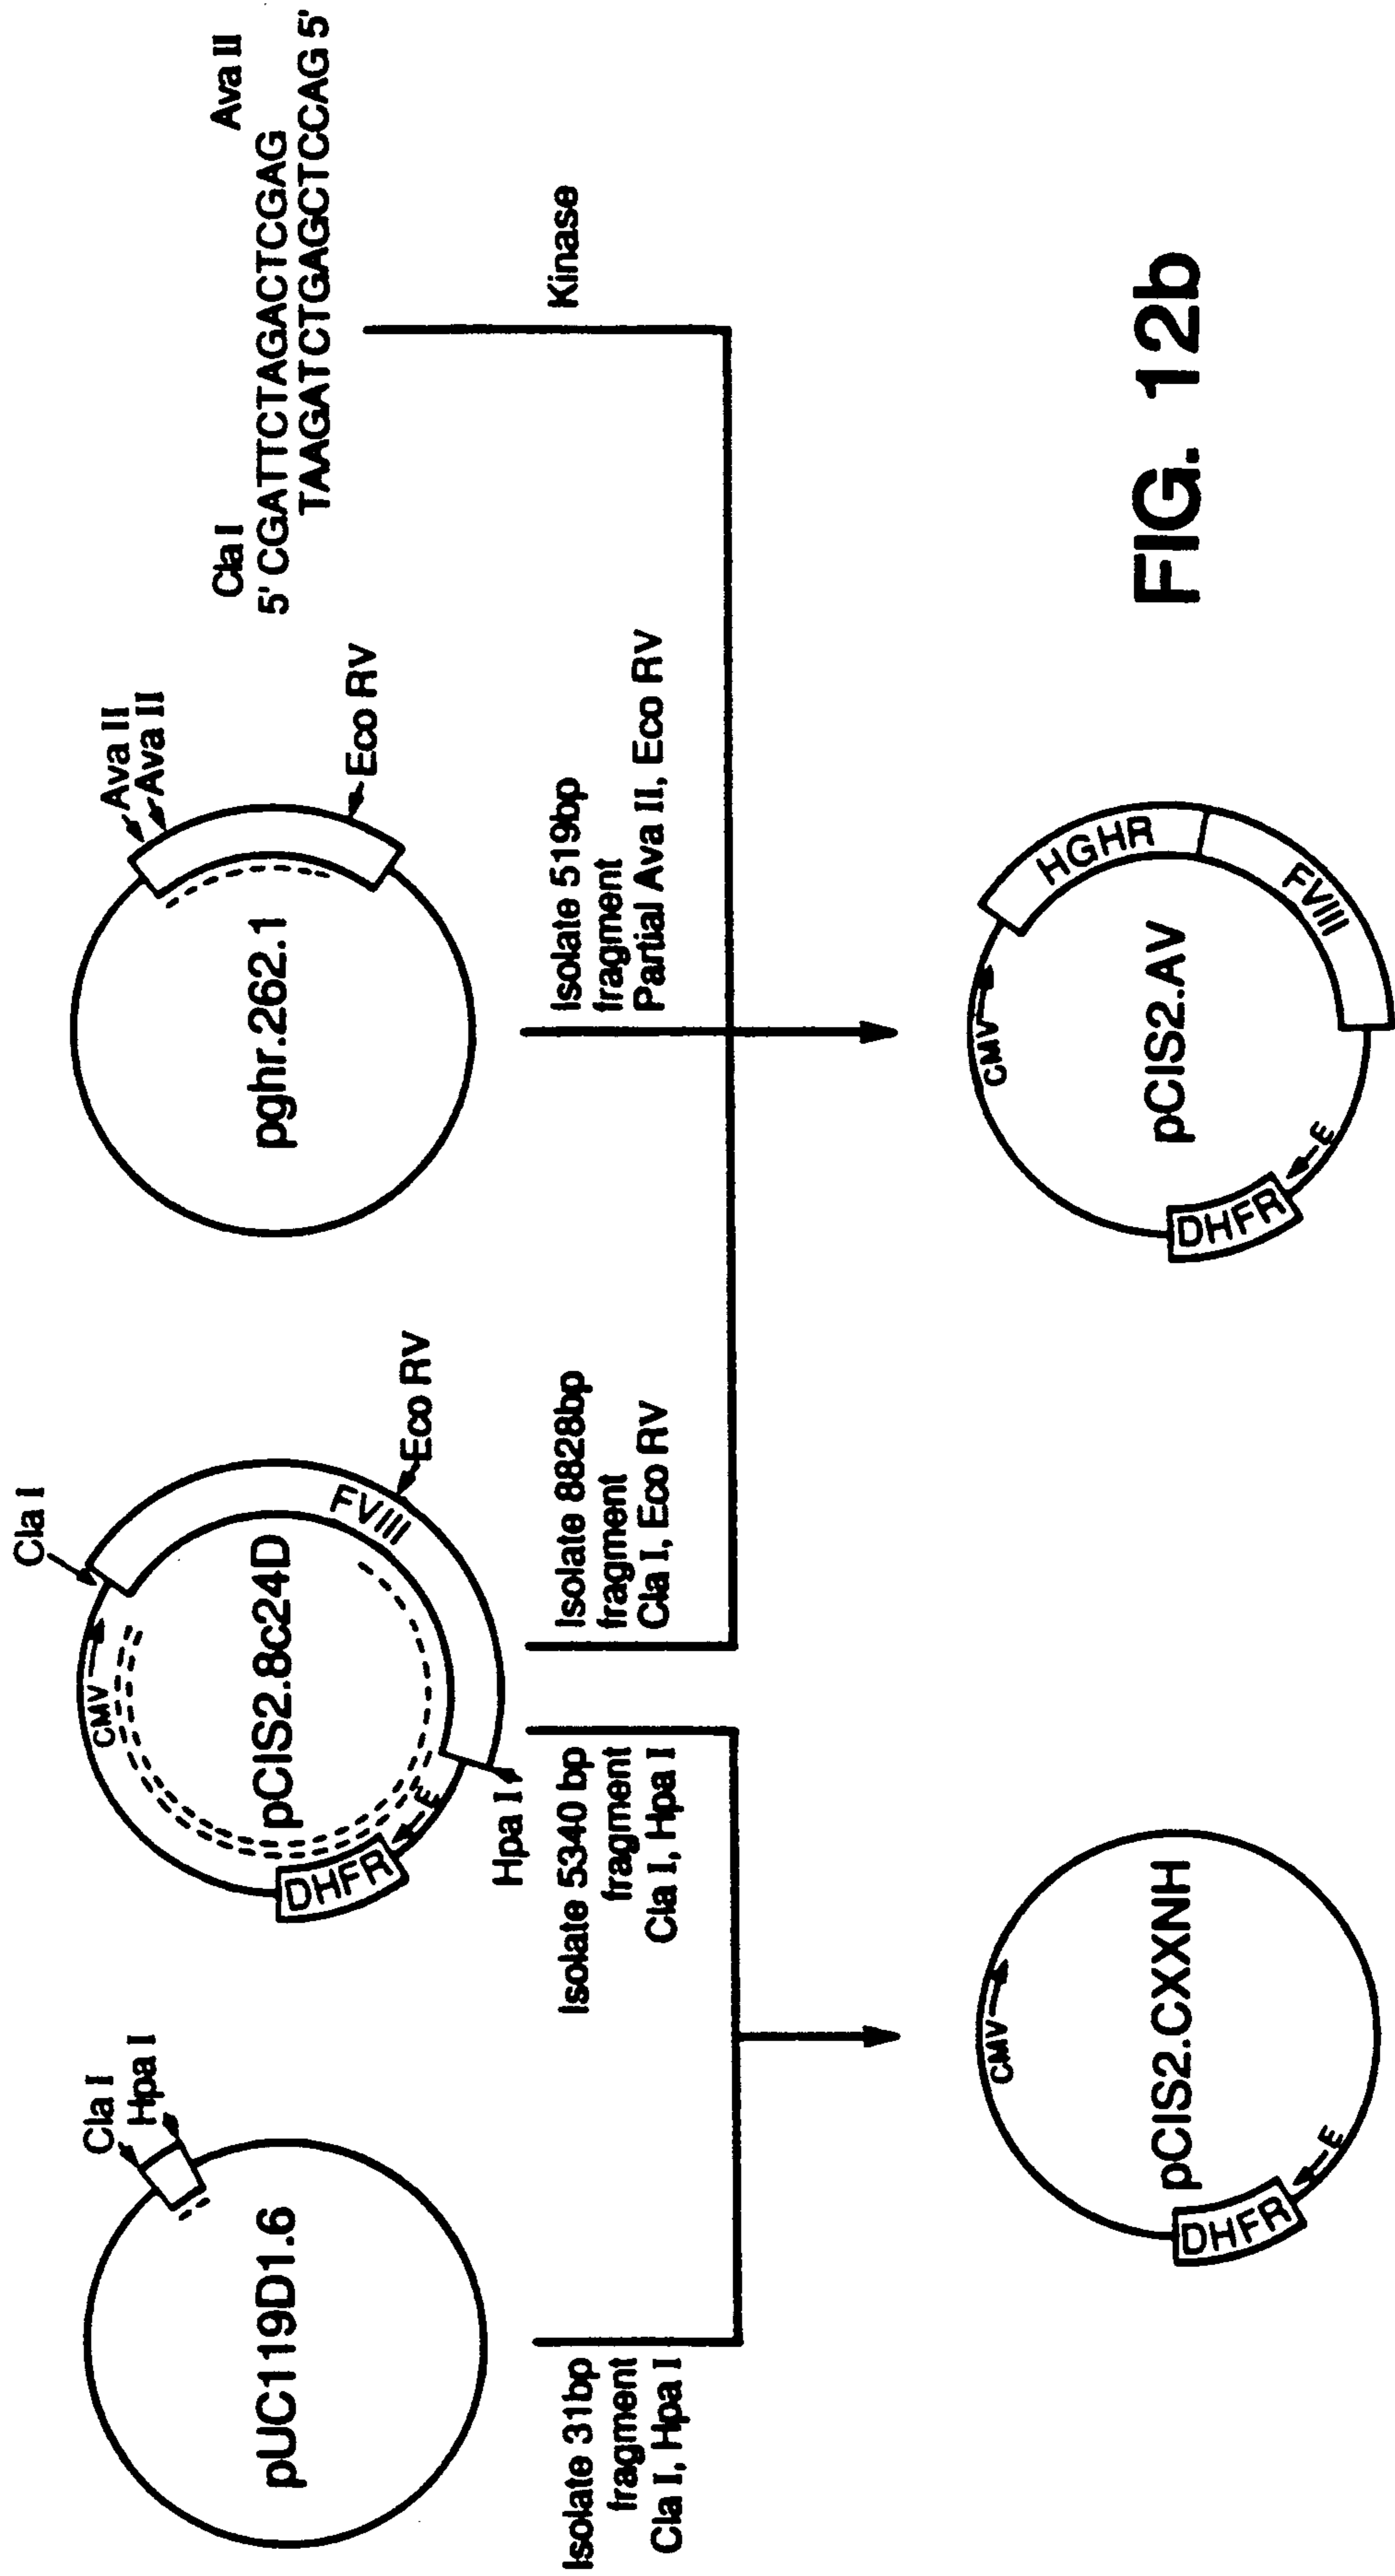 pUC119D1.6
Cla I
Hpa I
Isolate 31bp
fragment
Cla I, Hpa I
pCIS2.8c24D
CMV
Cla I
FVIII
Eco RV
Hpa I
E
DHFR
Isolate 5340 bp
fragment
Cla I, Hpa I
Isolate 8828bp
fragment
Cla I, Eco RV
pghr.262.1
Ava II
Ava II
Eco RV
Isolate 519bp
fragment
Partial Ava II, Eco RV
Cla I
Ava II
5' CGATTCTAGACTCGAG
TAAGATCTGAGCTCCAG 5'
Kinase
pCIS2.CXXNH
CMV
E
DHFR
pCIS2.AV
CMV
HGHR
FVIII
E
DHFR
FIG. 12b